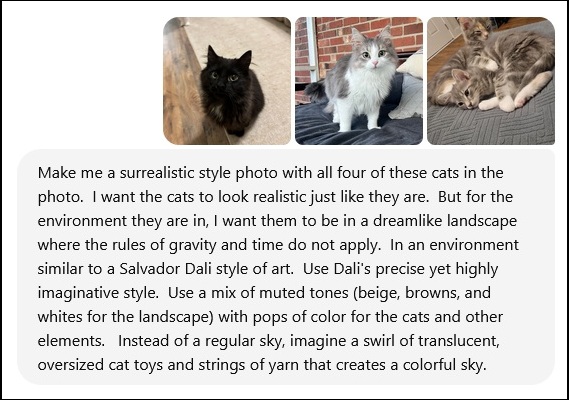 Make me a surrealistic style photo with all four of these cats in the
photo.  I want the cats to look realistic just like they are.  But for the
environment they are in, I want them to be in a dreamlike landscape
where the rules of gravity and time do not apply.  In an environment
similar to a Salvador Dali style of art.  Use Dali's precise yet highly
imaginative style.  Use a mix of muted tones (beige, browns, and
whites for the landscape) with pops of color for the cats and other
elements.   Instead of a regular sky, imagine a swirl of translucent,
oversized cat toys and strings of yarn that creates a colorful sky.